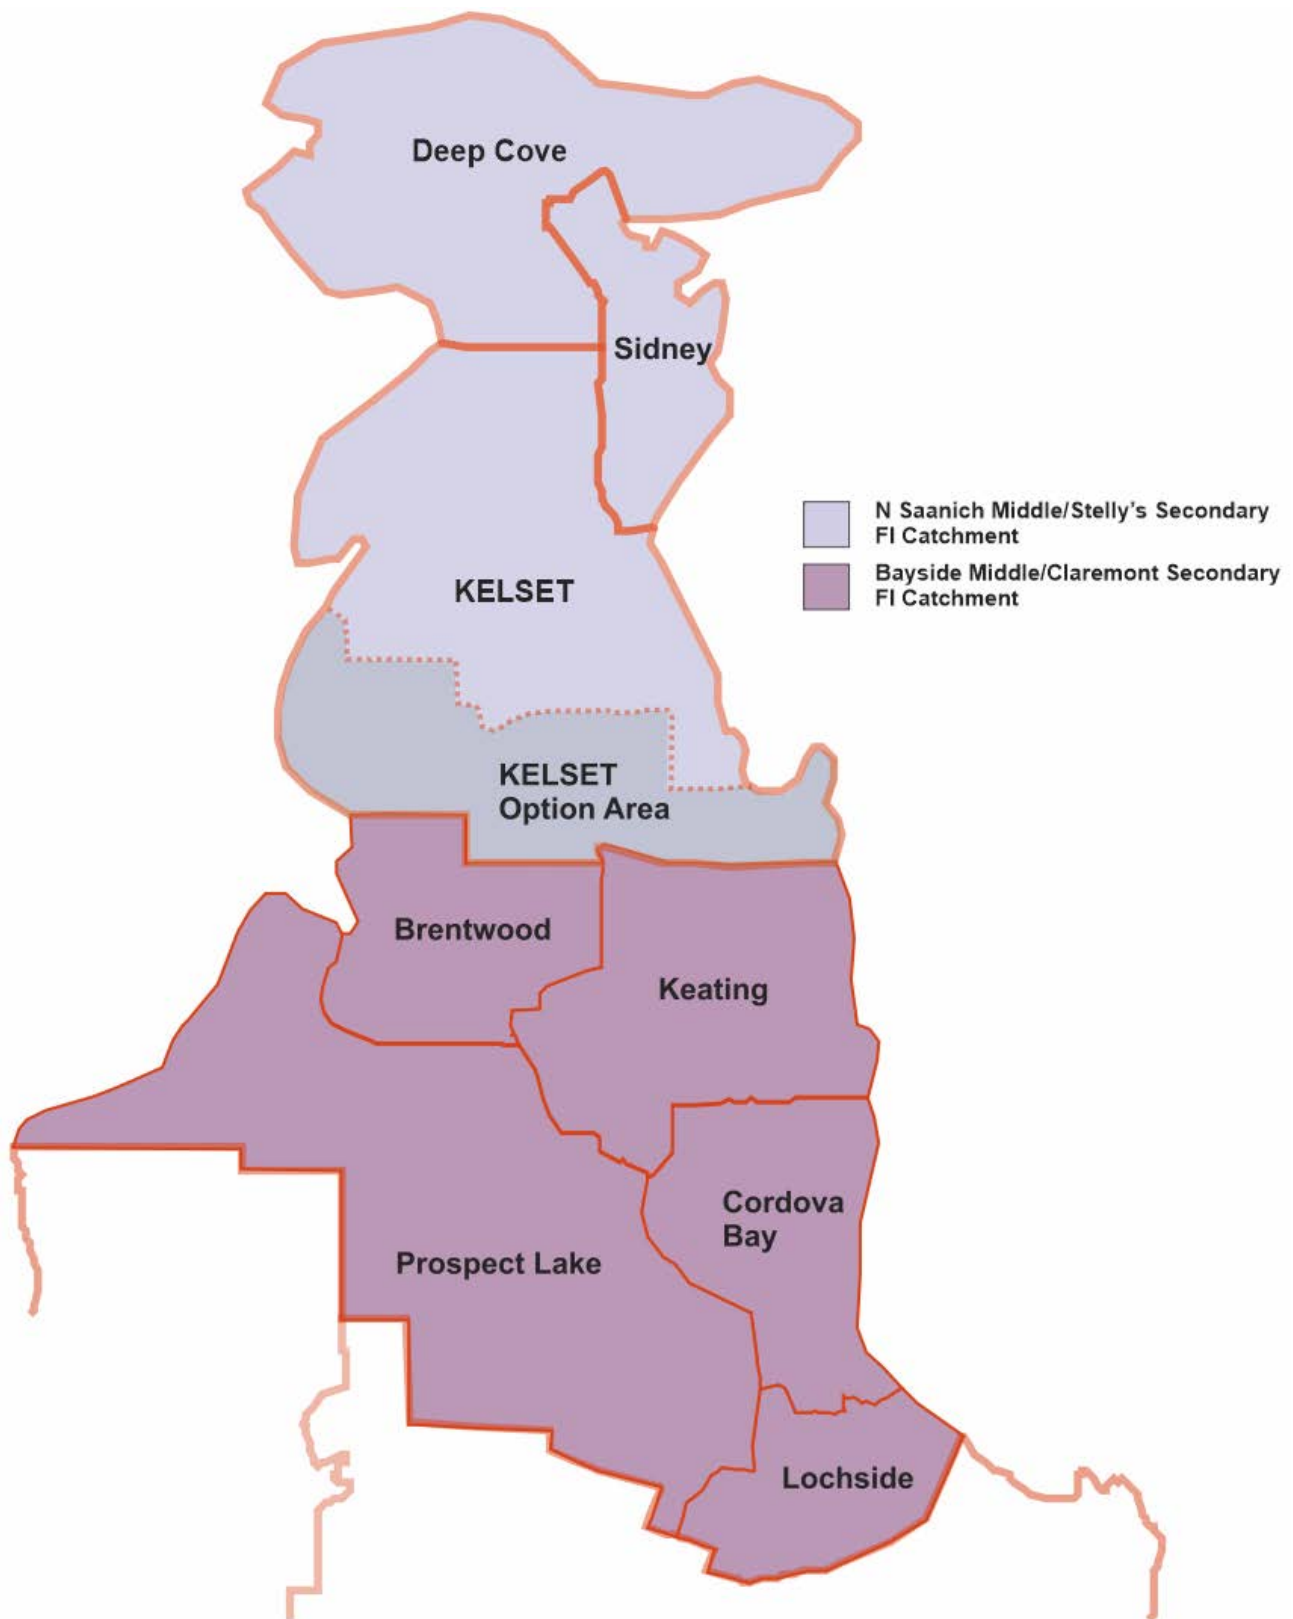 Deep Cove
Sidney
N Saanich Middle/Stelly's Secondary
FI Catchment
Bayside Middle/Claremont Secondary
FI Catchment
KELSET
KELSET
Option Area
Brentwood
Keating
Cordova
Bay
Prospect Lake
Lochside